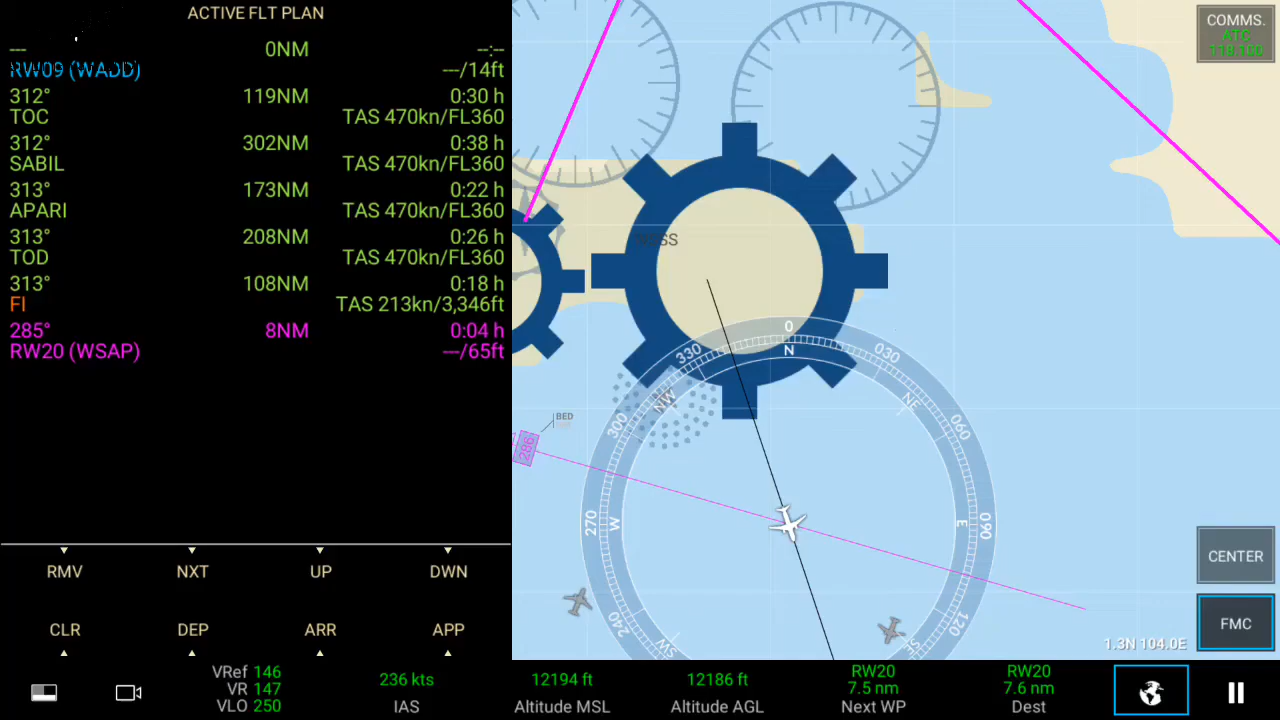 ACTIVE FLT PLAN
--- 0NM --:--
RW09 (WADD) ---/14ft
312° 119NM 0:30 h
TOC TAS 470kn/FL360
312° 302NM 0:38 h
SABIL TAS 470kn/FL360
313° 173NM 0:22 h
APARI TAS 470kn/FL360
313° 208NM 0:26 h
TOD TAS 470kn/FL360
313° 108NM 0:18 h
FI TAS 213kn/3,346ft
285° 8NM 0:04 h
RW20 (WSAP) ---/65ft
RMV NXT UP DWN
CLR DEP ARR APP
COMMS.
ATC
BED
286
0
N
030
NE
060
E
090
120
SE
SW
240
W
270
300
NW
330
CENTER
FMC
1.3N 104.0E
VRef 146
VR 147
VLO 250
236 kts
IAS
12194 ft
Altitude MSL
12186 ft
Altitude AGL
RW20
7.5 nm
Next WP
RW20
7.6 nm
Dest